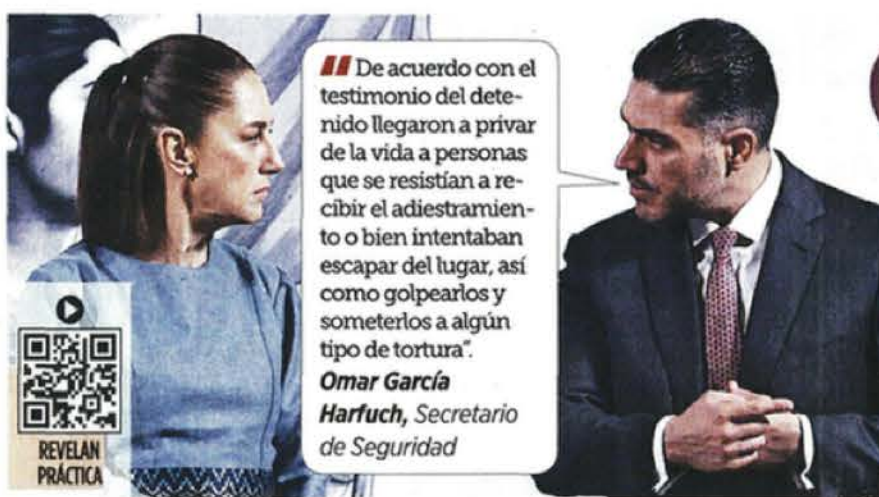 "De acuerdo con el
testimonio del dete-
nido llegaron a privar
de la vida a personas
que se resistían a re-
cibir el adiestramien-
to o bien intentaban
escapar del lugar, así
como golpearlos y
someterlos a algún
tipo de tortura".
Omar García
Harfuch, Secretario
de Seguridad
REVELAN
PRÁCTICA